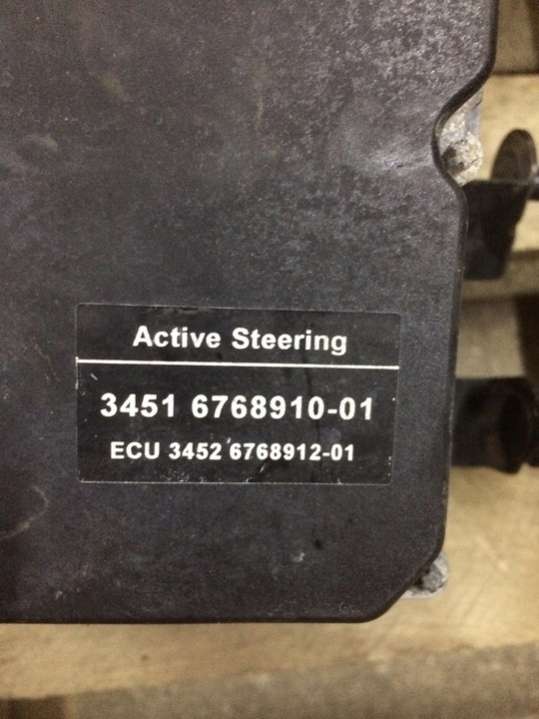 Active Steering
3451 6768910-01
ECU 3452 6768912-01